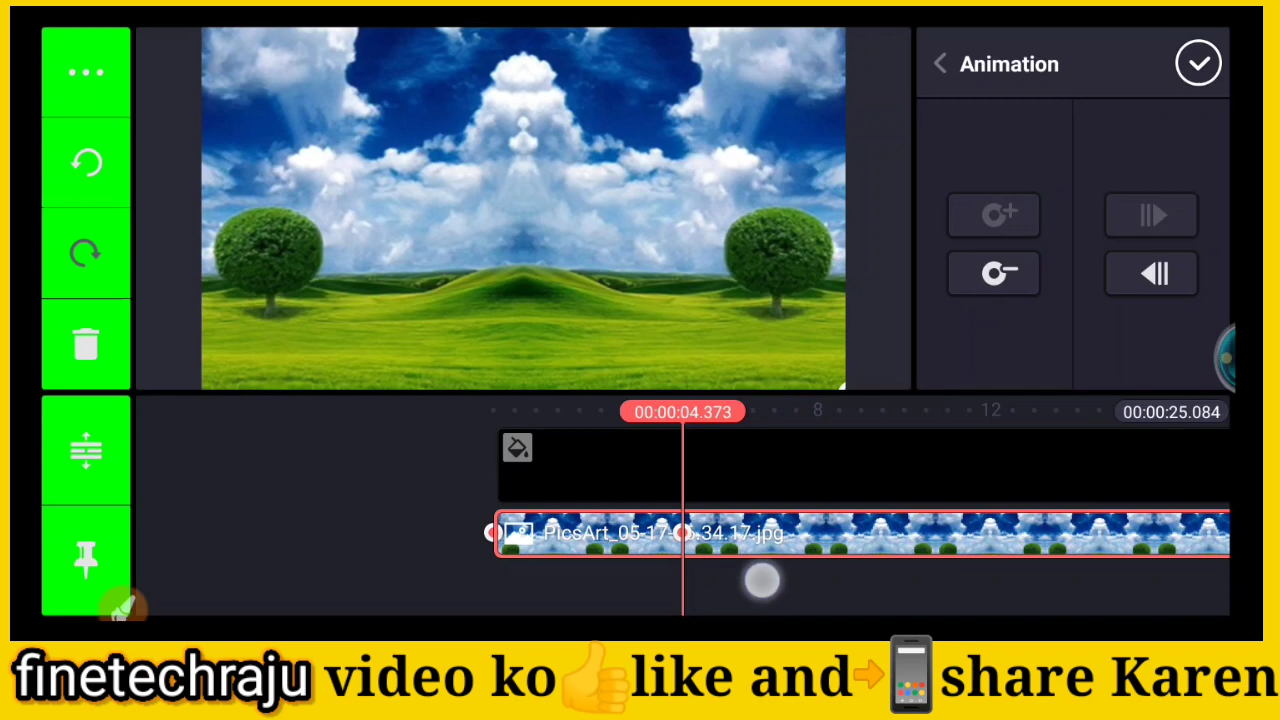 Animation
00:00:04.373
8
12
00:00:25.084
PicsArt_05-17-
.34.17.jpg
finetechraju video ko👍like and➡📱share Karen